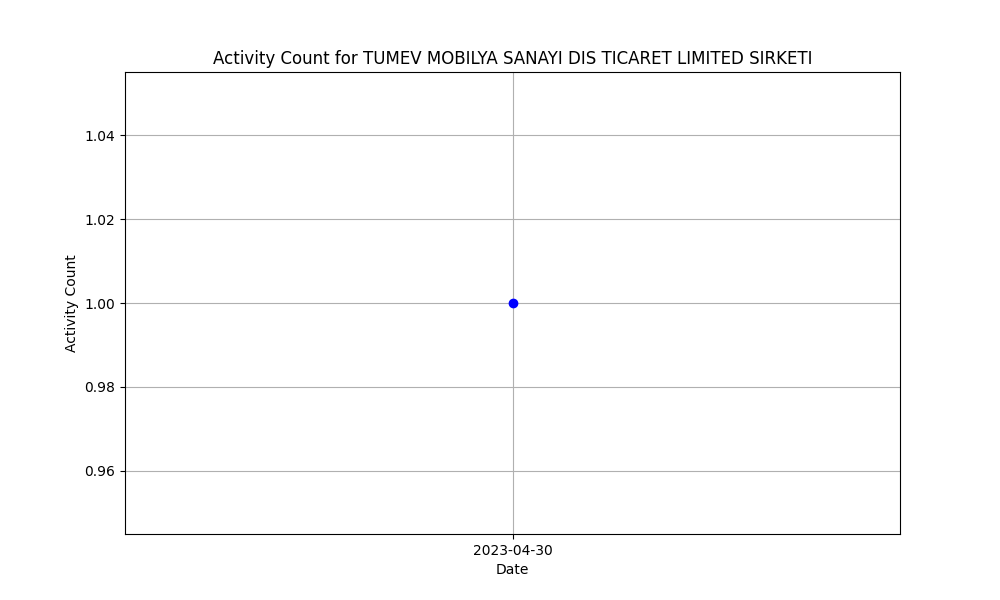 Activity Count for TUMEV MOBILYA SANAYI DIS TICARET LIMITED SIRKETI
1.04
1.02
1.00
0.98
0.96
Activity Count
2023-04-30
Date